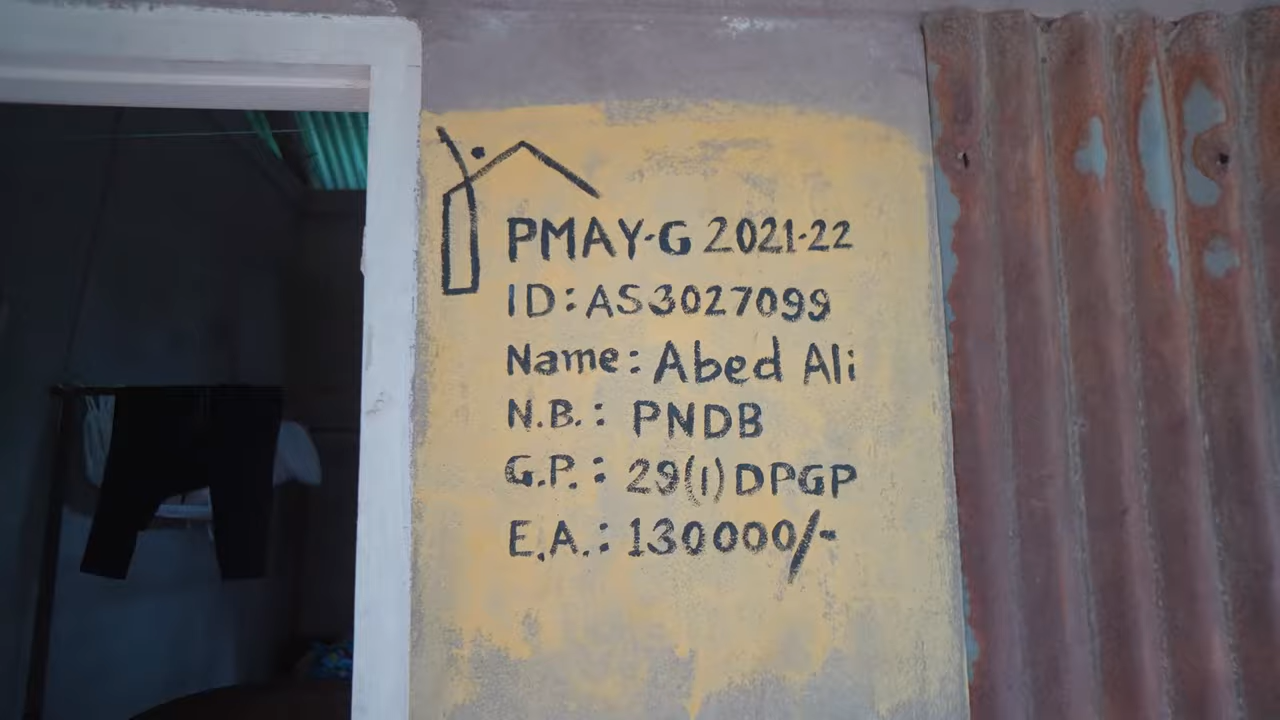 PMAY-G 2021-22
ID: AS3027099
Name: Abed Ali
N.B.: PNDB
G.P.: 29(1) DPGP
E.A.: 130000/-